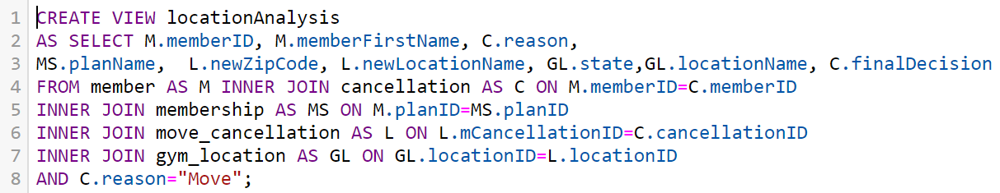 1 CREATE VIEW locationAnalysis
2 AS SELECT M.memberID, M.memberFirstName, C.reason,
3 MS.planName,  L.newZipCode, L.newLocationName, GL.state,GL.locationName, C.finalDecision
4 FROM member AS M INNER JOIN cancellation AS C ON M.memberID=C.memberID
5 INNER JOIN membership AS MS ON M.planID=MS.planID
6 INNER JOIN move_cancellation AS L ON L.mCancellationID=C.cancellationID
7 INNER JOIN gym_location AS GL ON GL.locationID=L.locationID
8 AND C.reason="Move";